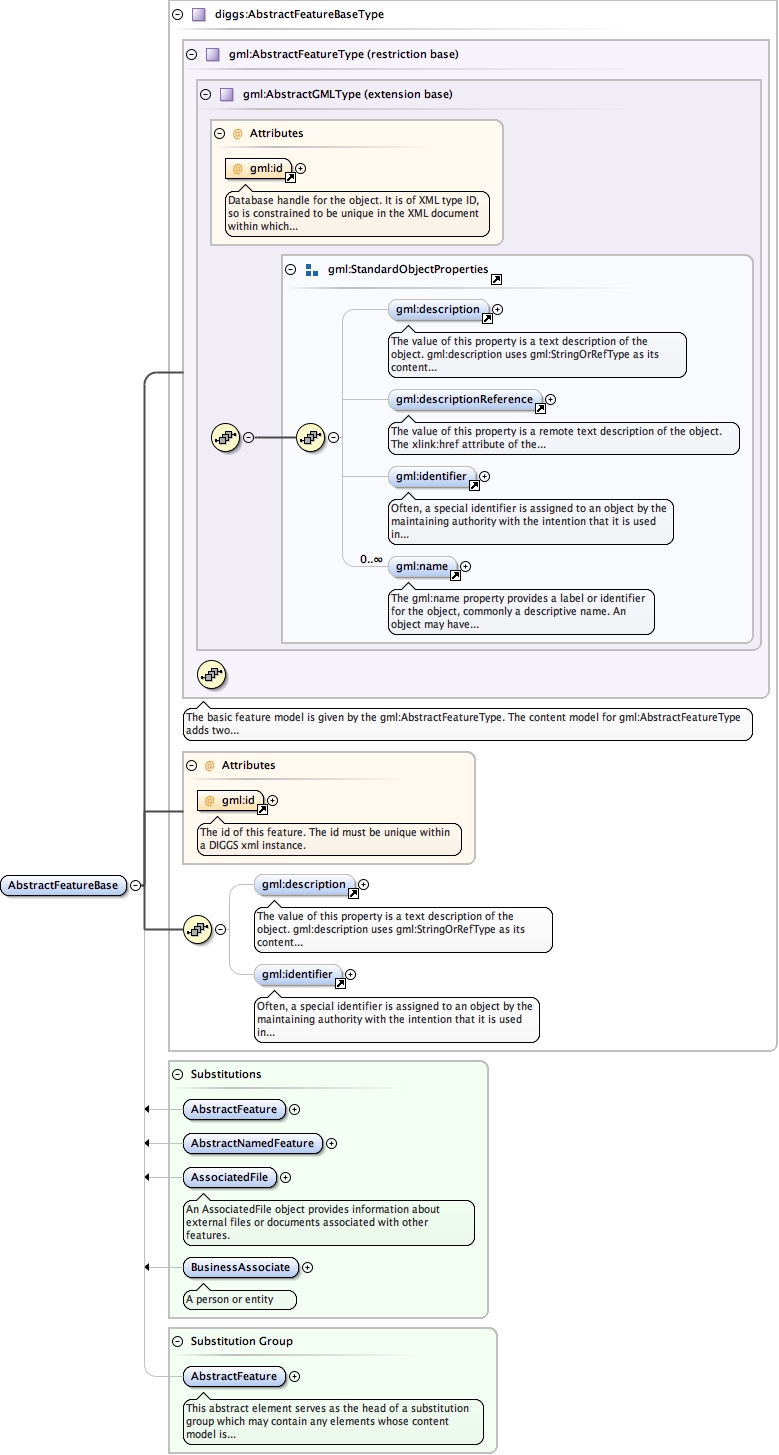 diggs:AbstractFeatureBaseType
gml:AbstractFeatureType (restriction base)
gml:AbstractGMLType (extension base)
@ Attributes
@ gml:id
Database handle for the object. It is of XML type ID,
so is constrained to be unique in the XML document
within which...
gml:StandardObjectProperties
gml:description
The value of this property is a text description of the
object. gml:description uses gml:StringOrRefType as its
content...
gml:descriptionReference
The value of this property is a remote text description of the object.
The xlink:href attribute of the...
gml:identifier
Often, a special identifier is assigned to an object by the
maintaining authority with the intention that it is used
in...
0..∞
gml:name
The gml:name property provides a label or identifier
for the object, commonly a descriptive name. An
object may have...
The basic feature model is given by the gml:AbstractFeatureType. The content model for gml:AbstractFeatureType
adds two...
@ Attributes
@ gml:id
The id of this feature. The id must be unique within
a DIGGS xml instance.
AbstractFeatureBase
gml:description
The value of this property is a text description of the
object. gml:description uses gml:StringOrRefType as its
content...
gml:identifier
Often, a special identifier is assigned to an object by the
maintaining authority with the intention that it is used
in...
Substitutions
AbstractFeature
AbstractNamedFeature
AssociatedFile
An AssociatedFile object provides information about
external files or documents associated with other
features.
BusinessAssociate
A person or entity
Substitution Group
AbstractFeature
This abstract element serves as the head of a substitution
group which may contain any elements whose content
model is...